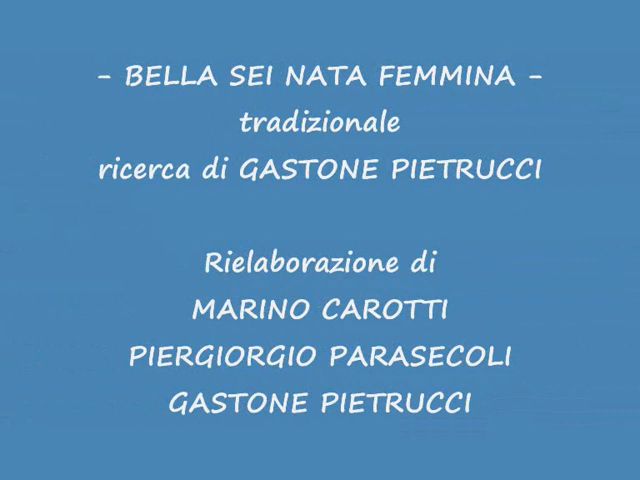 - BELLA SEI NATA FEMMINA -
tradizionale
ricerca di GASTONE PIETRUCCI
Rielaborazione di
MARINO CAROTTI
PIERGIORGIO PARASECOLI
GASTONE PIETRUCCI